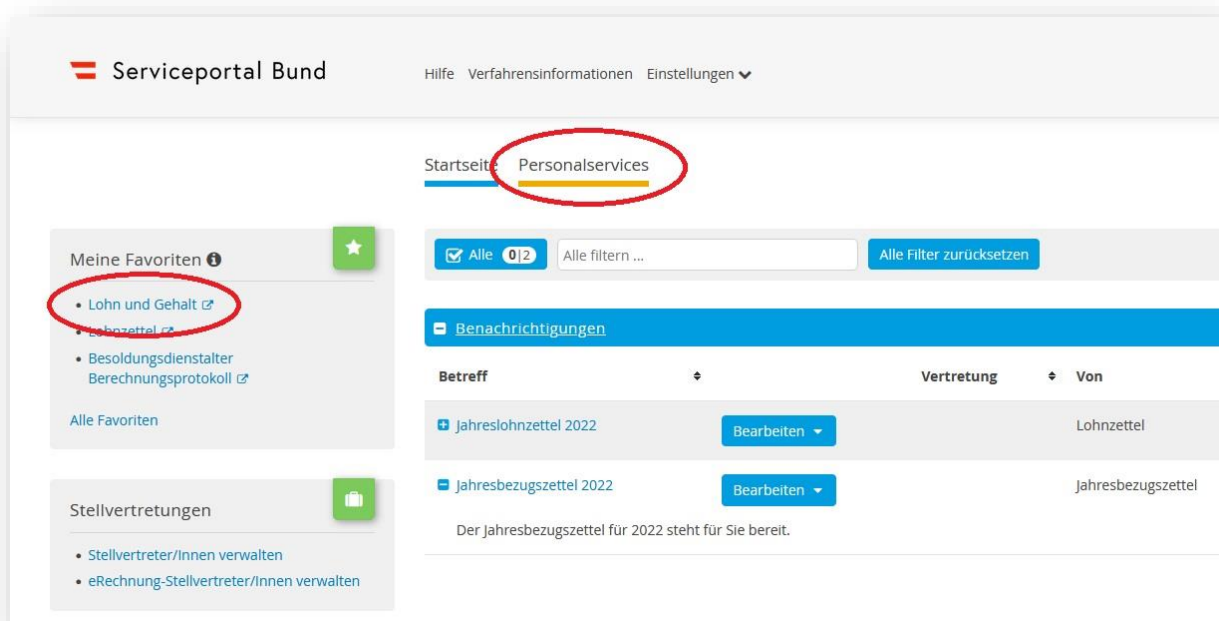 Serviceportal Bund
Hilfe Verfahrensinformationen Einstellungen
Startseite Personalservices
Meine Favoriten
Lohn und Gehalt
Lohnzettel
Besoldungsdienstalter
Berechnungsprotokoll
Alle Favoriten
Stellvertretungen
Stellvertreter/Innen verwalten
eRechnung-Stellvertreter/Innen verwalten
Alle 0|2 Alle filtern ... Alle Filter zurücksetzen
Benachrichtigungen
Betreff Vertretung Von
Jahreslohnzettel 2022 Bearbeiten Lohnzettel
Jahresbezugszettel 2022 Bearbeiten Jahresbezugszettel
Der Jahresbezugszettel für 2022 steht für Sie bereit.